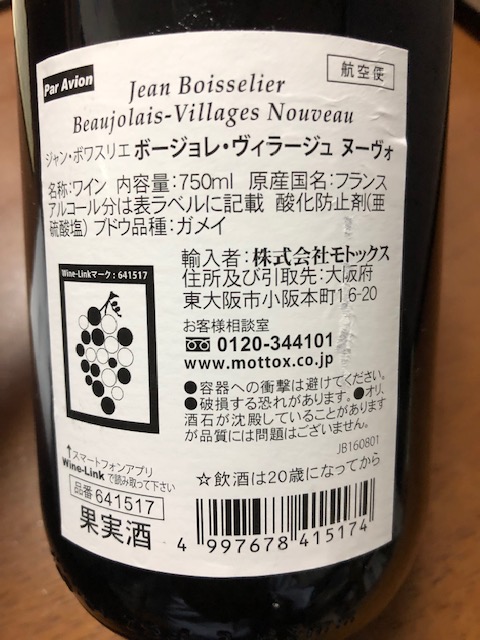 Par Avion
航空便
Jean Boisselier
Beaujolais-Villages Nouveau
ジャン・ボワスリエ ボージョレ・ヴィラージュ ヌーヴォ
名称:ワイン 内容量:750ml 原産国名:フランス
アルコール分は表ラベルに記載 酸化防止剤(亜
硫酸塩) ブドウ品種:ガメイ
Wine-Linkマーク:641517
輸入者:株式会社モトックス
住所及び引取先:大阪府
東大阪市小阪本町1 6-20
お客様相談室
0120-344101
www.mottox.co.jp
●容器への衝撃は避けてください。
●破損する恐れがあります。●オリ、
酒石が沈殿していることがあります
が品質には問題はございません。
JB160801
↑スマートフォンアプリ
Wine-Linkで読み取って下さい
☆飲酒は20歳になってから
品番 641517
果実酒
4 997678 415174